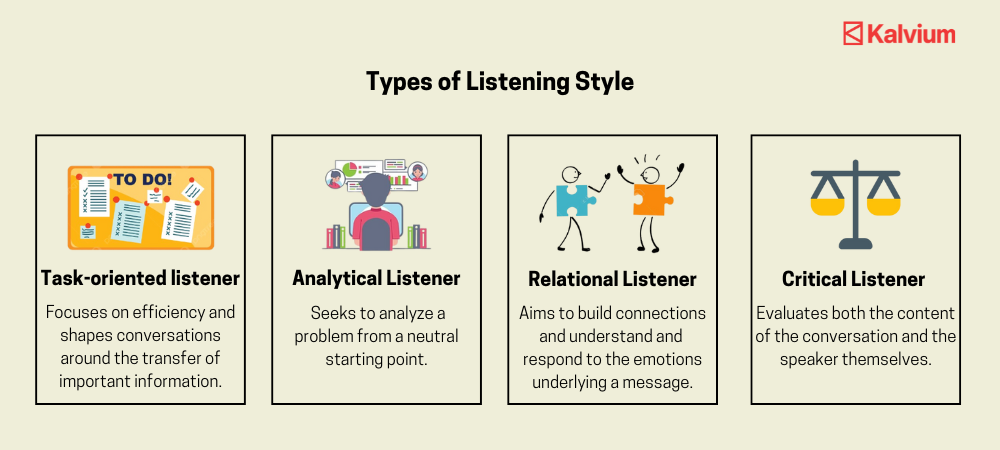 Kalvium
Types of Listening Style
TO DO!
Task-oriented listener
Focuses on efficiency and
shapes conversations
around the transfer of
important information.
Analytical Listener
Seeks to analyze a
problem from a neutral
starting point.
Relational Listener
Aims to build connections
and understand and
respond to the emotions
underlying a message.
Critical Listener
Evaluates both the content
of the conversation and the
speaker themselves.